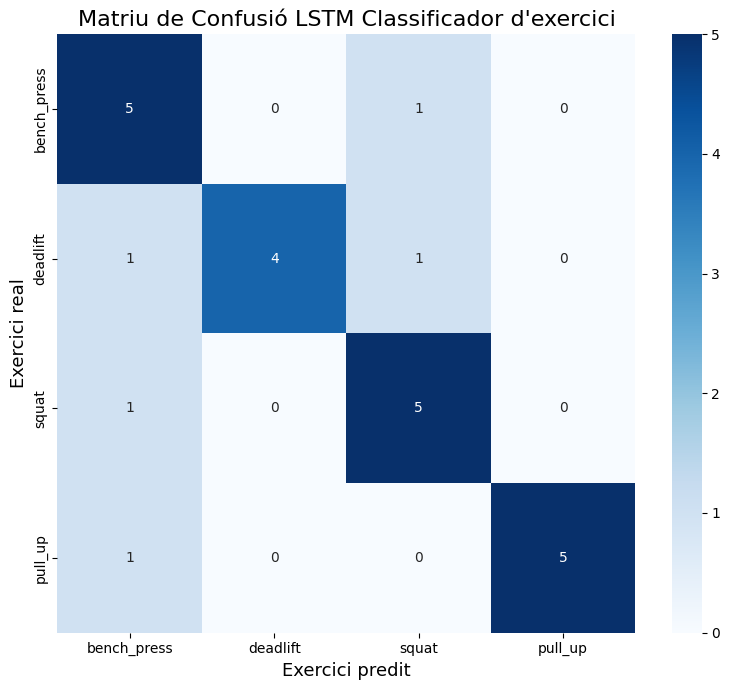 Matriu de Confusió LSTM Classificador d'exercici
Exercici real
bench_press
5 0 1 0
deadlift
1 4 1 0
squat
1 0 5 0
pull_up
1 0 0 5
bench_press deadlift squat pull_up
Exercici predit
5
4
3
2
1
0